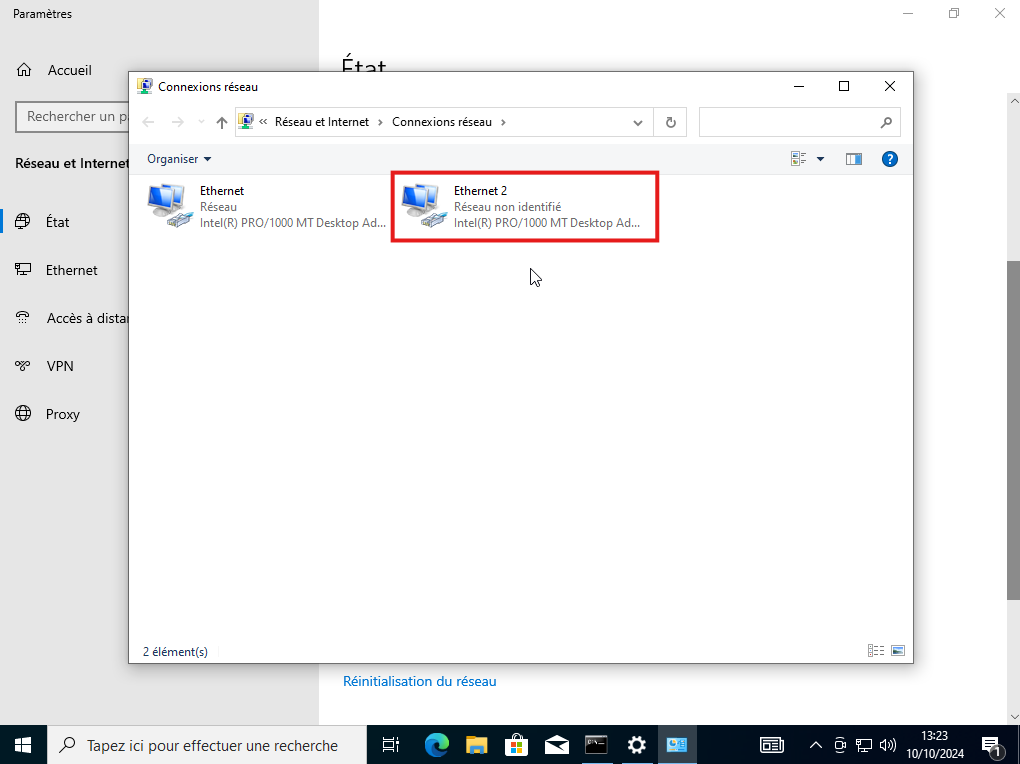 Paramètres
Accueil
Rechercher un pa
Réseau et Internet
État
Ethernet
Accès à distan
VPN
Proxy
État
Connexions réseau
« Réseau et Internet › Connexions réseau ›
Organiser
?
Ethernet
Réseau
Intel(R) PRO/1000 MT Desktop Ad...
Ethernet 2
Réseau non identifié
Intel(R) PRO/1000 MT Desktop Ad...
2 élément(s)
Réinitialisation du réseau
Tapez ici pour effectuer une recherche
13:23
10/10/2024
1